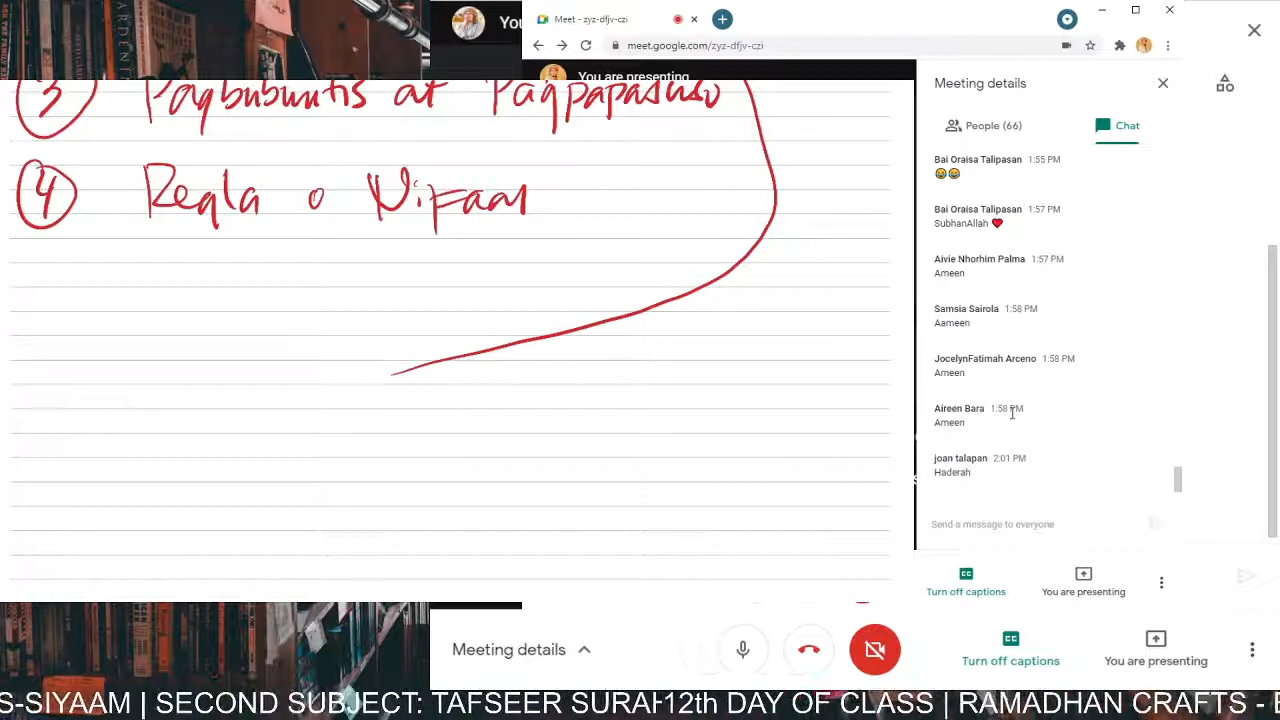 You
Meet - zyz-dfjv-czi
meet.google.com/zyz-dfjv-czi
You are presenting
3 Pagbubuntis at Pagpapasuso
4 Regla o Nifaas
Meeting details
People (66)
Chat
Bai Oraisa Talipasan 1:55 PM
😂😂
Bai Oraisa Talipasan 1:57 PM
SubhanAllah ❤️
Aivie Nhorhim Palma 1:57 PM
Ameen
Samsia Sairola 1:58 PM
Aameen
JocelynFatimah Arceno 1:58 PM
Ameen
Aireen Bara 1:58 PM
Ameen
joan talapan 2:01 PM
Haderah
Send a message to everyone
Turn off captions
You are presenting
Meeting details
Turn off captions
You are presenting
S-SIYAAM | SECOND SUBJECT: TAFSEER SURAH 12th DAY OF CLASS | RAMADHAN CRAFTS -